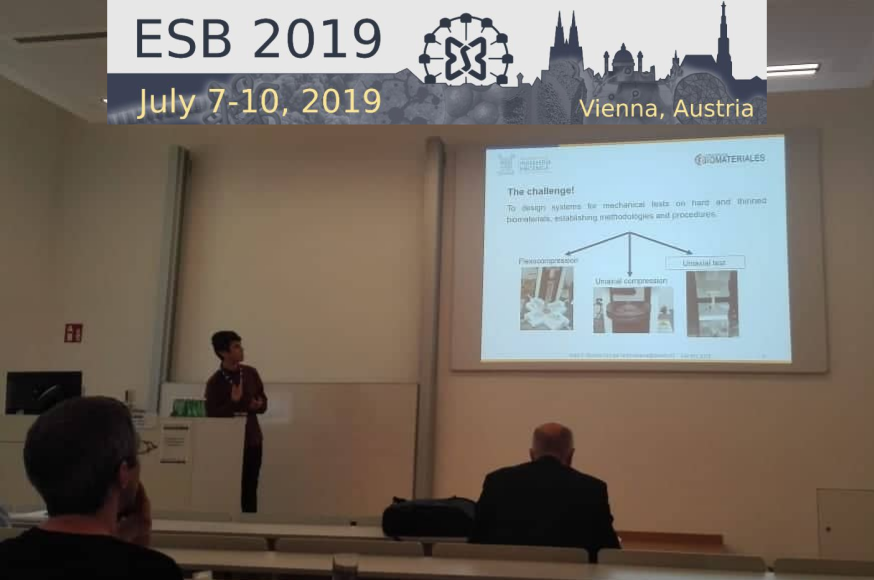 ESB 2019
July 7-10, 2019
Vienna, Austria
BIOMATERIALES
The challenge!
To design systems for mechanical tests on hard and thinned
biomaterials, establishing methodologies and procedures.
Flexocompression
Uniaxial compression
Uniaxial test